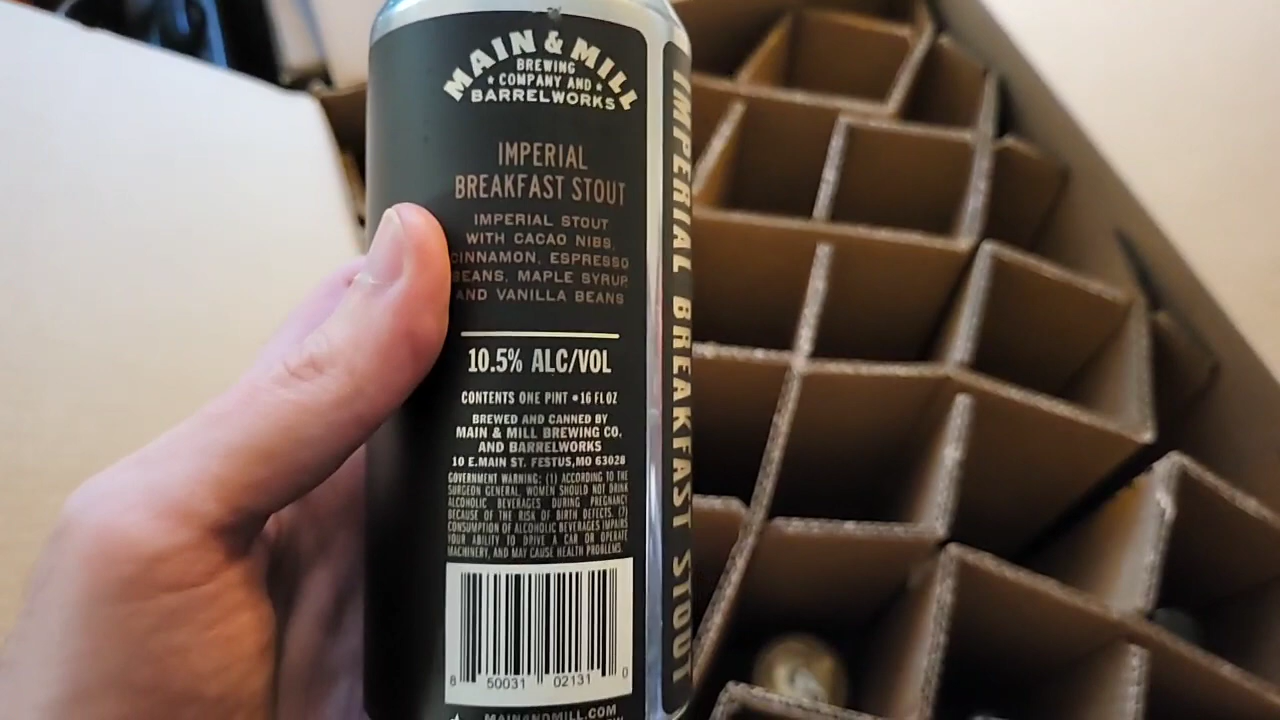 MAIN & MILL
BREWING
COMPANY AND
BARRELWORKS
IMPERIAL
BREAKFAST STOUT
IMPERIAL STOUT
WITH CACAO NIBS,
CINNAMON, ESPRESSO
BEANS, MAPLE SYRUP
AND VANILLA BEANS
10.5% ALC/VOL
CONTENTS ONE PINT • 16 FL OZ
BREWED AND CANNED BY
MAIN & MILL BREWING CO.
AND BARRELWORKS
10 E.MAIN ST. FESTUS,MO 63028
GOVERNMENT WARNING: (1) ACCORDING TO THE
SURGEON GENERAL, WOMEN SHOULD NOT DRINK
ALCOHOLIC BEVERAGES DURING PREGNANCY
BECAUSE OF THE RISK OF BIRTH DEFECTS. (2)
CONSUMPTION OF ALCOHOLIC BEVERAGES IMPAIRS
YOUR ABILITY TO DRIVE A CAR OR OPERATE
MACHINERY, AND MAY CAUSE HEALTH PROBLEMS.
8 50031 02131 0
MAINANDMILL.COM
IMPERIAL BREAKFAST STOUT